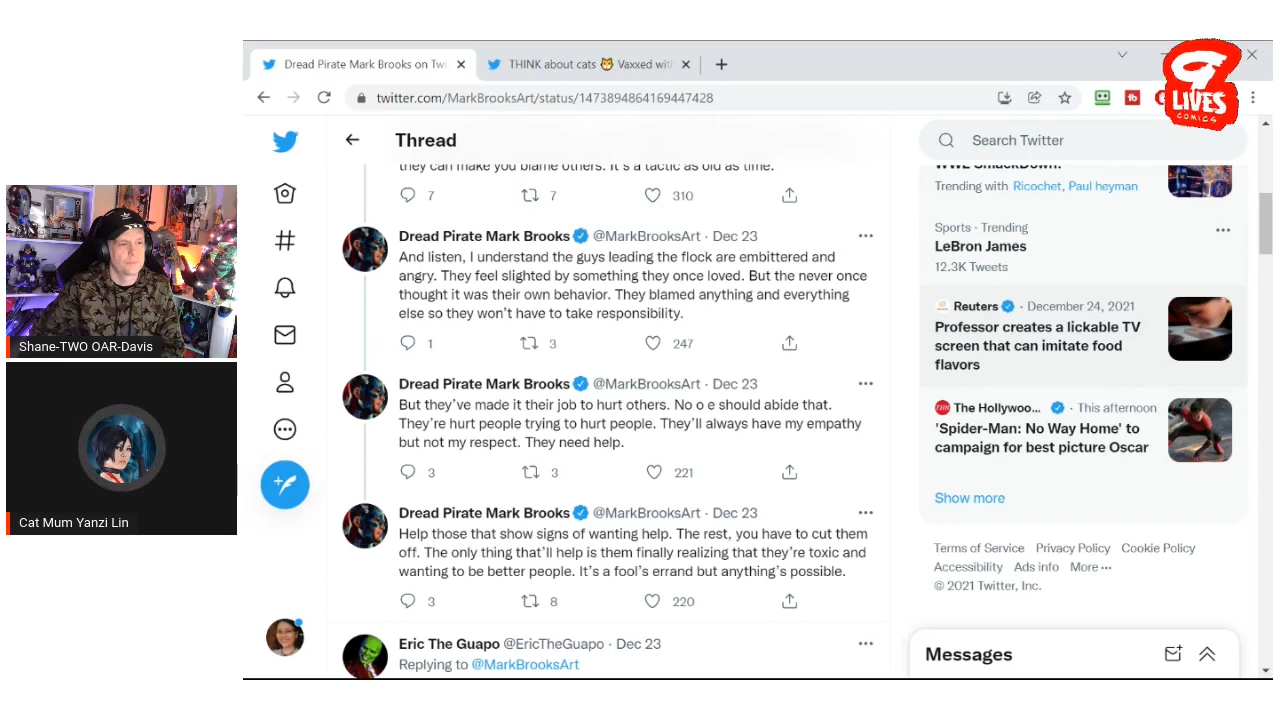 Dread Pirate Mark Brooks on Twi
THINK about cats 🐱 Vaxxed wit
twitter.com/MarkBrooksArt/status/1473894864169447428
LIVES
COMICS
Thread
Search Twitter
they can make you blame others. It's a tactic as old as time.
7 7 310
Dread Pirate Mark Brooks @MarkBrooksArt · Dec 23
And listen, I understand the guys leading the flock are embittered and
angry. They feel slighted by something they once loved. But the never once
thought it was their own behavior. They blamed anything and everything
else so they won't have to take responsibility.
1 3 247
Dread Pirate Mark Brooks @MarkBrooksArt · Dec 23
But they've made it their job to hurt others. No o e should abide that.
They're hurt people trying to hurt people. They'll always have my empathy
but not my respect. They need help.
3 3 221
Dread Pirate Mark Brooks @MarkBrooksArt · Dec 23
Help those that show signs of wanting help. The rest, you have to cut them
off. The only thing that'll help is them finally realizing that they're toxic and
wanting to be better people. It's a fool's errand but anything's possible.
3 8 220
Eric The Guapo @EricTheGuapo · Dec 23
Replying to @MarkBrooksArt
WWE SmackDown!
Trending with Ricochet, Paul heyman
Sports · Trending
LeBron James
12.3K Tweets
Reuters · December 24, 2021
Professor creates a lickable TV
screen that can imitate food
flavors
The Hollywoo... · This afternoon
'Spider-Man: No Way Home' to
campaign for best picture Oscar
Show more
Terms of Service Privacy Policy Cookie Policy
Accessibility Ads info More ···
© 2021 Twitter, Inc.
Messages
Shane-TWO OAR-Davis
Cat Mum Yanzi Lin